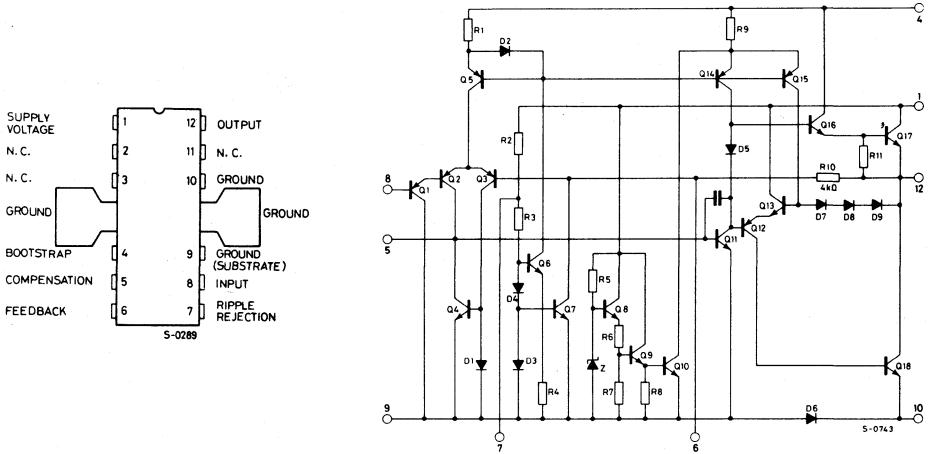 SUPPLY VOLTAGE
N. C.
N. C.
GROUND
BOOTSTRAP
COMPENSATION
FEEDBACK
1
2
3
4
5
6
12
11
10
9
8
7
OUTPUT
N. C.
GROUND
GROUND
GROUND (SUBSTRATE)
INPUT
RIPPLE REJECTION
S-0289
R1
D2
R9
4
Q5
Q14
Q15
1
R2
Q16
Q17
D5
R11
R10
4kΩ
8
Q1
Q2
Q3
12
R3
Q13
D7
D8
D9
5
Q11
Q12
Q6
D4
R5
Q4
Q7
Q8
R6
Q9
D1
D3
R4
Z
R7
R8
Q10
Q18
9
D6
10
S-0743
7
6